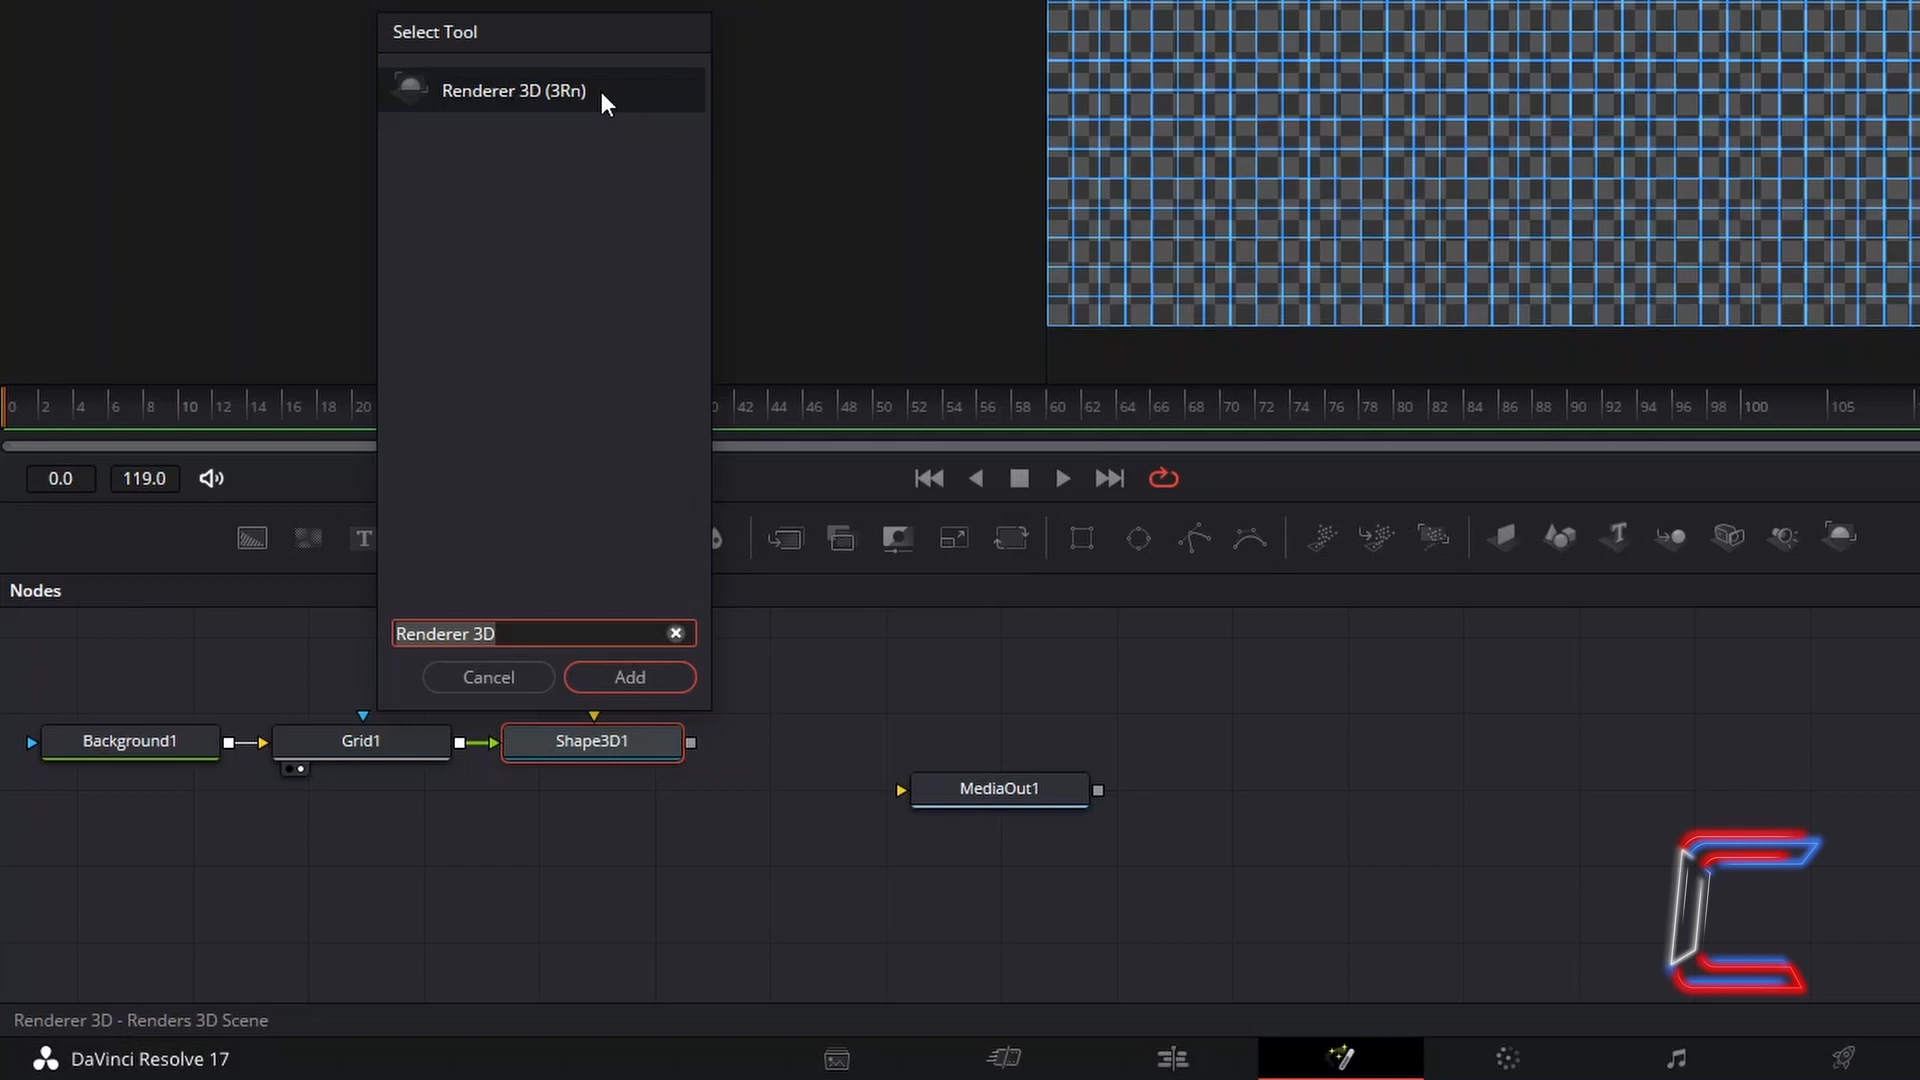 Select Tool
Renderer 3D (3Rn)
0 2 4 6 8 10 12 14 16 18 20 0 42 44 46 48 50 52 54 56 58 60 62 64 66 68 70 72 74 76 78 80 82 84 86 88 90 92 94 96 98 100 105
0.0 119.0
T T
Nodes
Renderer 3D
Cancel Add
Background1 Grid1 Shape3D1
MediaOut1
Renderer 3D - Renders 3D Scene
DaVinci Resolve 17